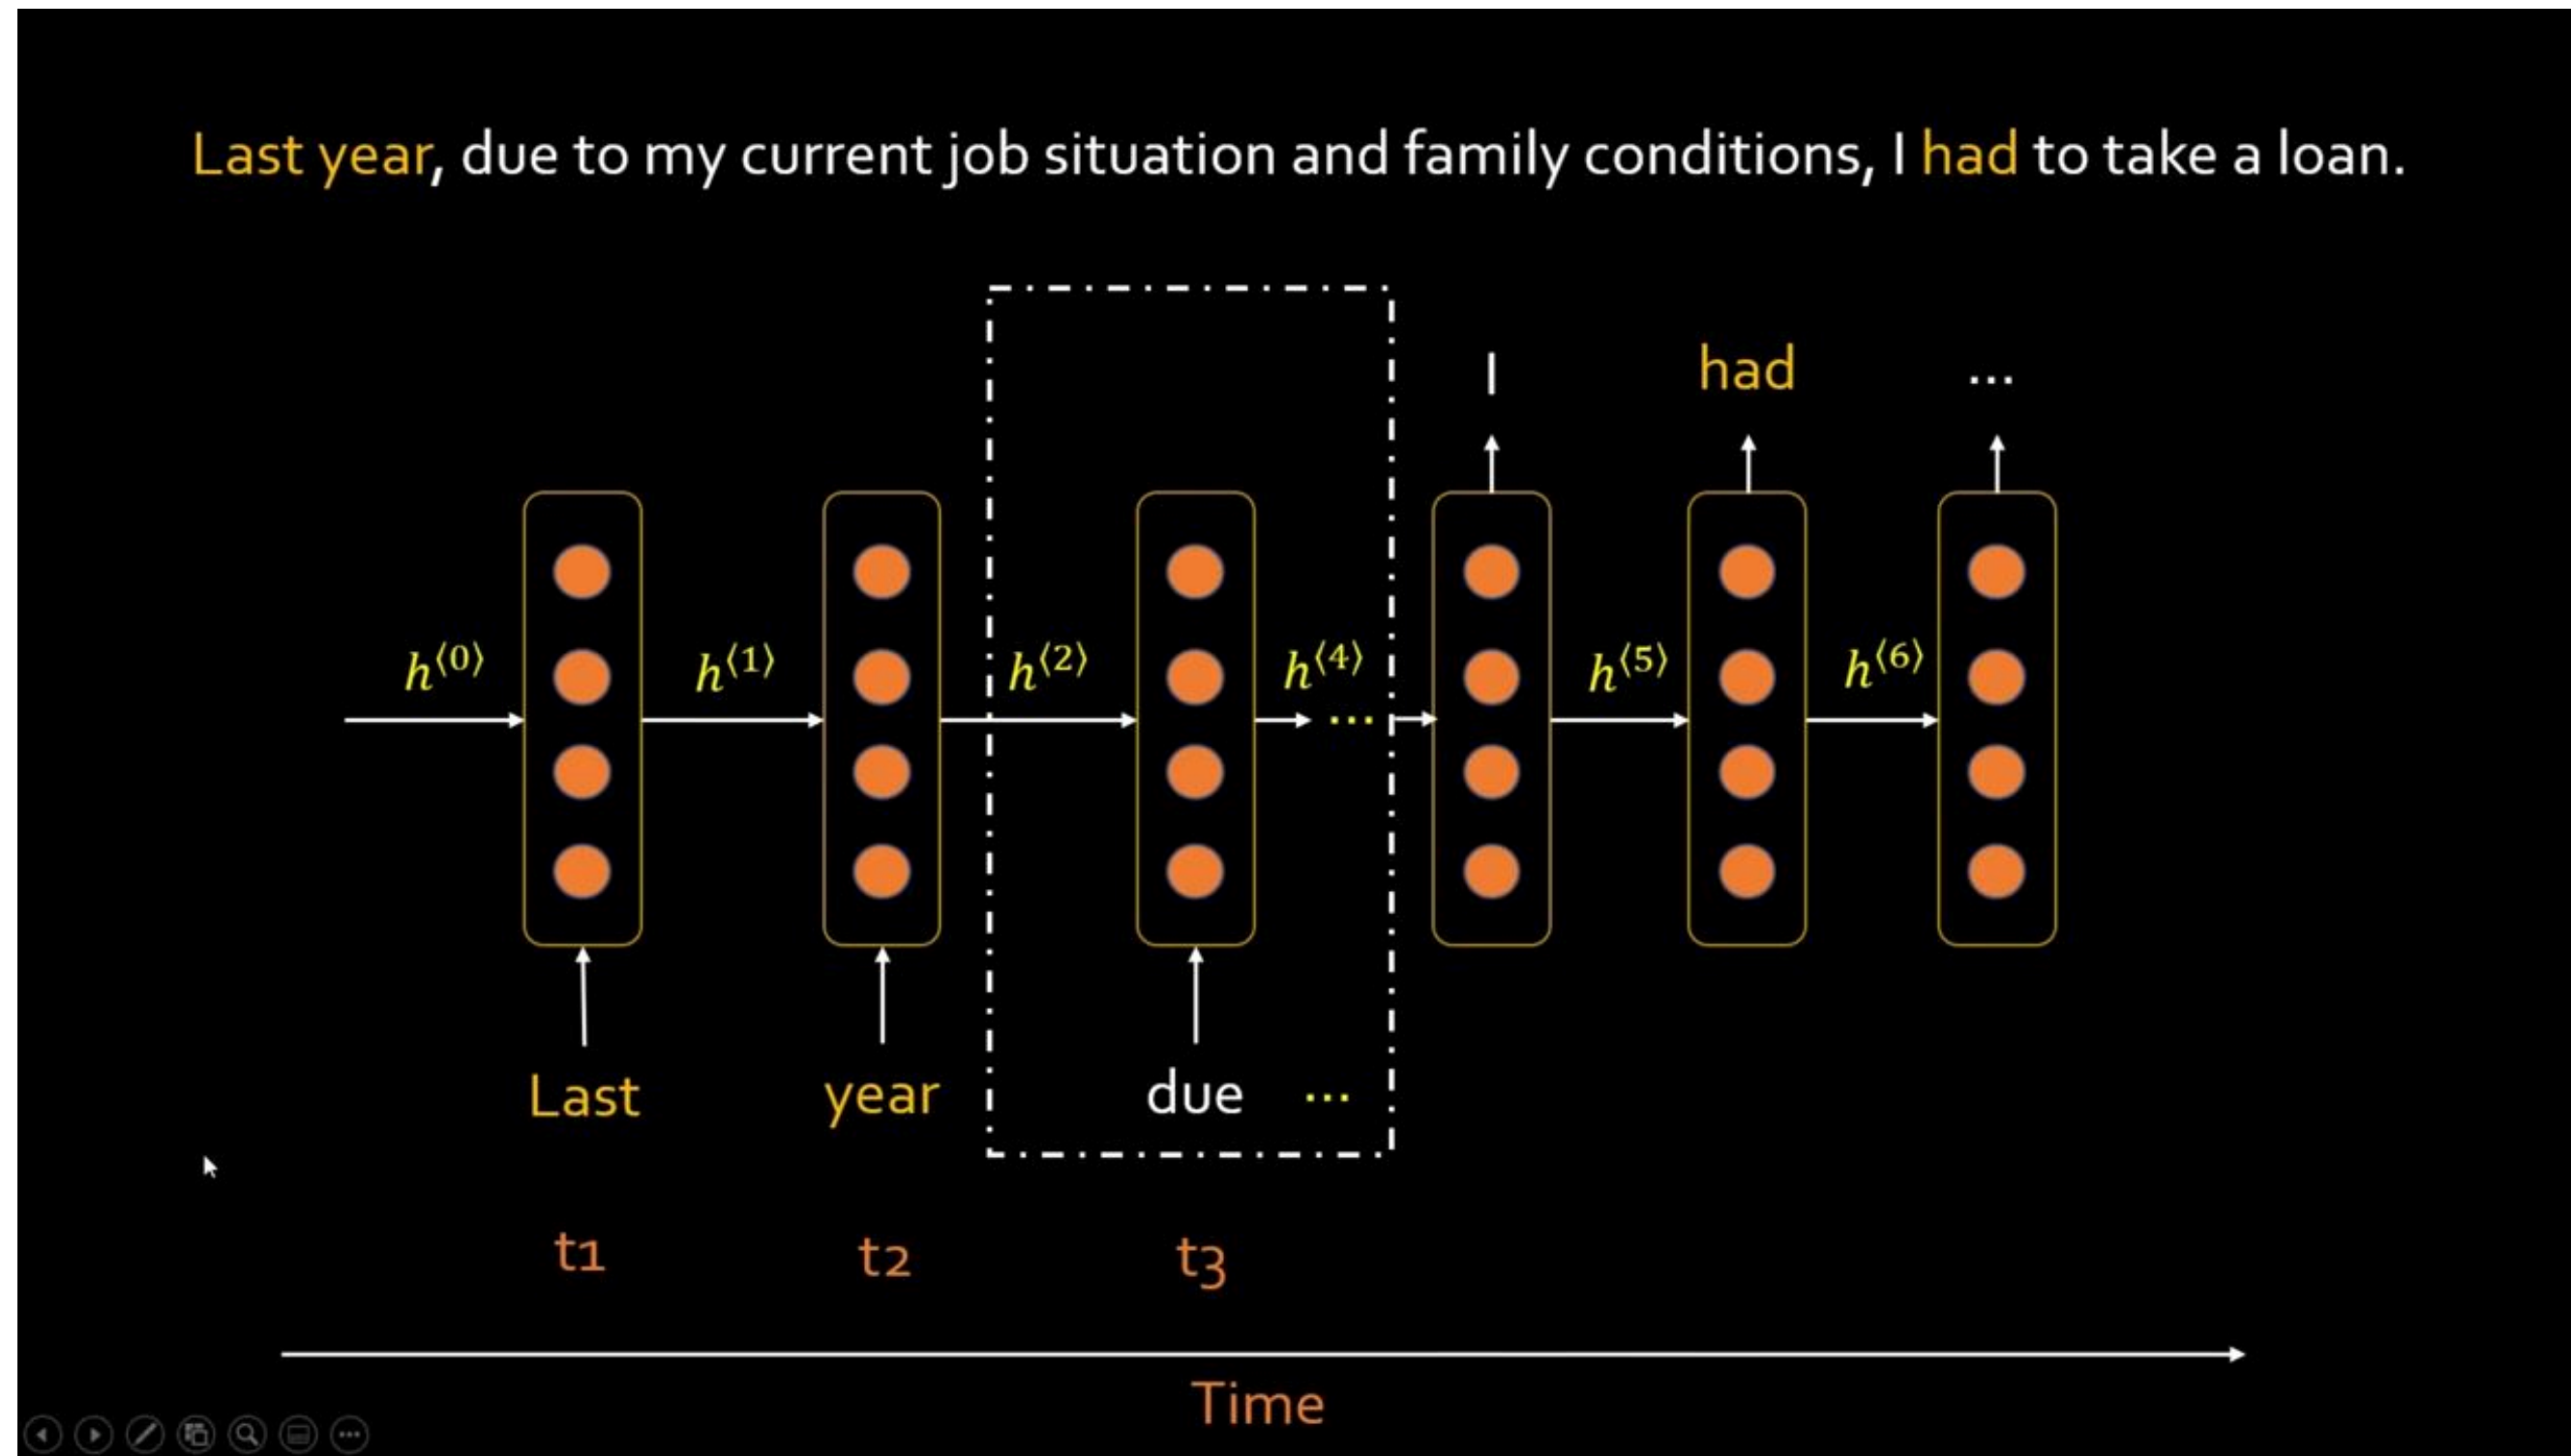 Last year, due to my current job situation and family conditions, I had to take a loan.
I had ...
h⟨0⟩ h⟨1⟩ h⟨2⟩ h⟨4⟩ h⟨5⟩ h⟨6⟩
...
Last year due ...
t1 t2 t3
Time